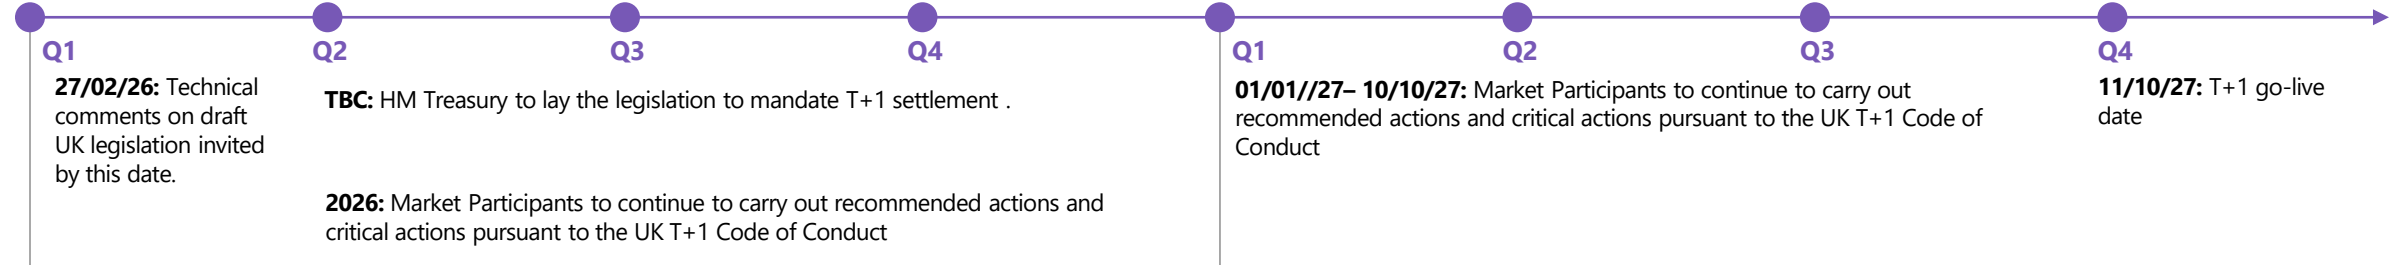 Q1
Q2
Q3
Q4
Q1
Q2
Q3
Q4
27/02/26: Technical
comments on draft
UK legislation invited
by this date.
TBC: HM Treasury to lay the legislation to mandate T+1 settlement .
2026: Market Participants to continue to carry out recommended actions and
critical actions pursuant to the UK T+1 Code of Conduct
01/01//27– 10/10/27: Market Participants to continue to carry out
recommended actions and critical actions pursuant to the UK T+1 Code of
Conduct
11/10/27: T+1 go-live
date